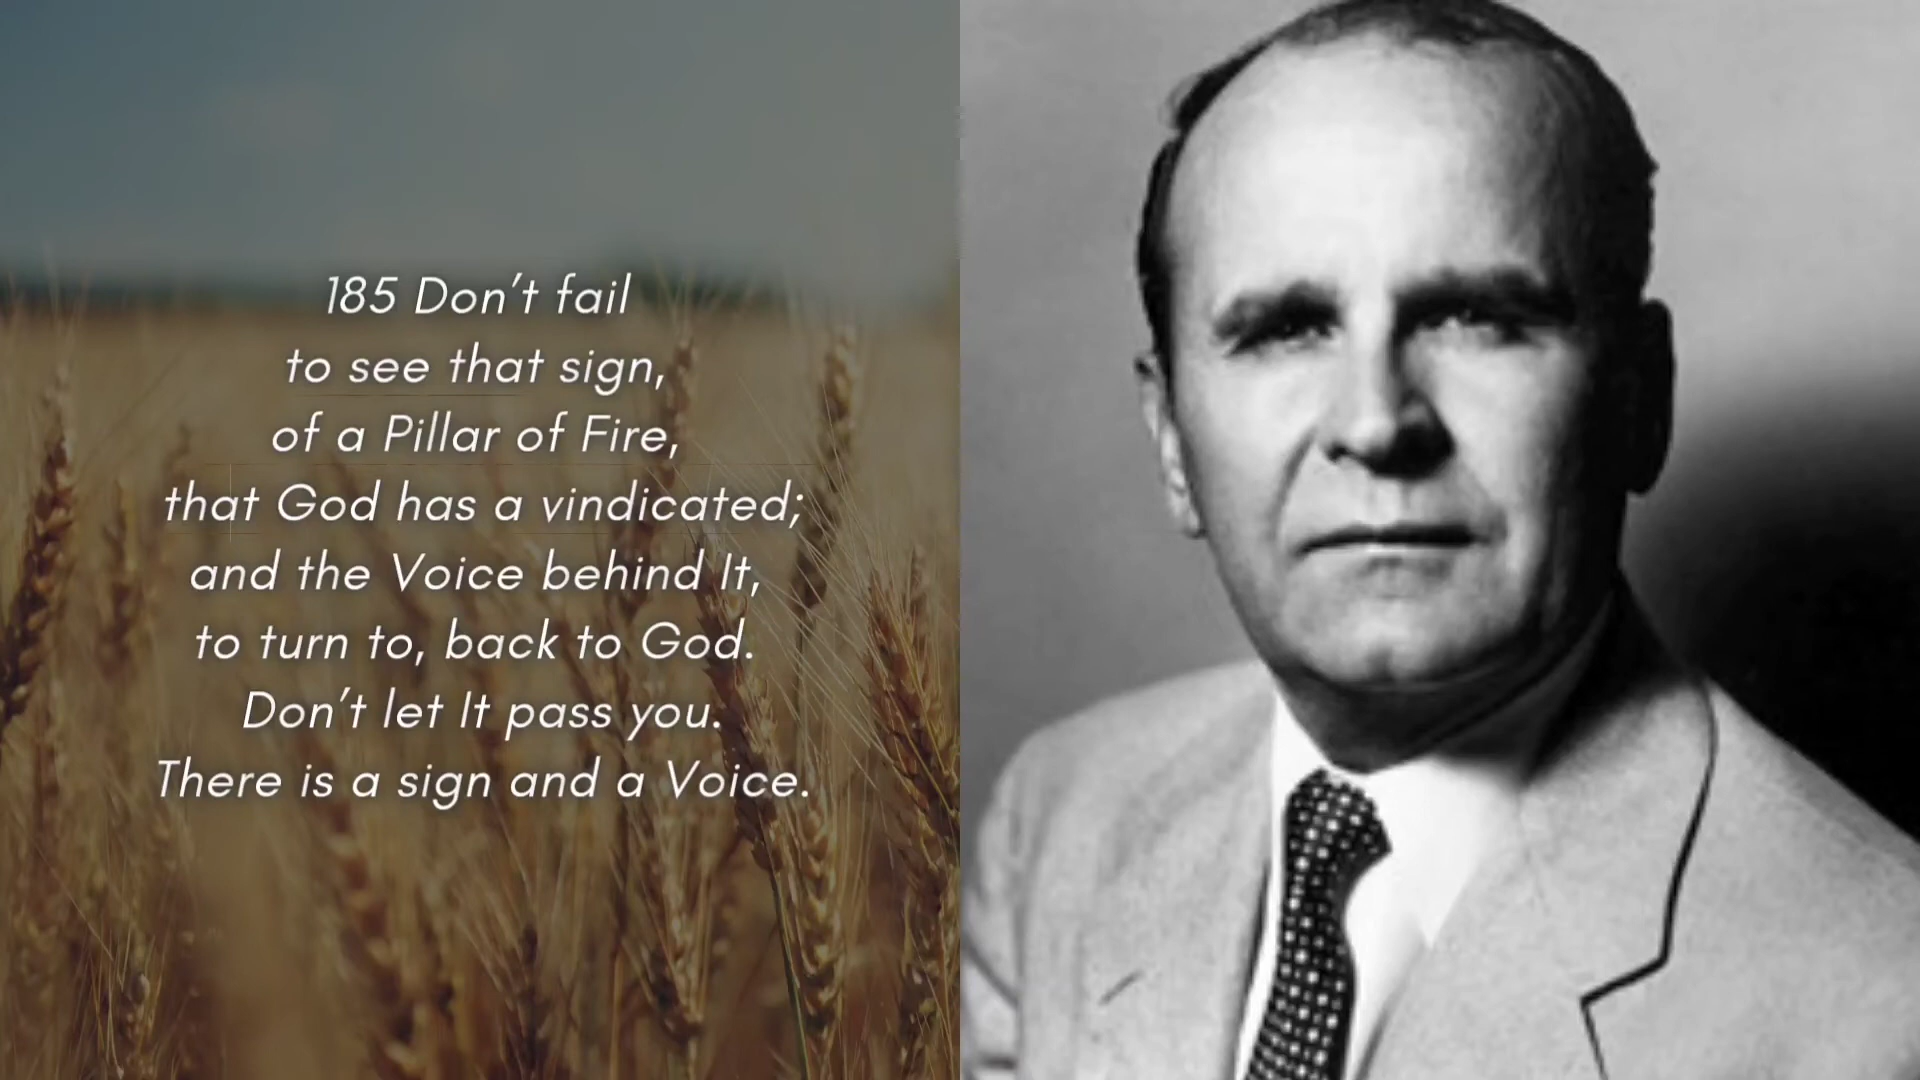 185 Don't fail
to see that sign,
of a Pillar of Fire,
that God has a vindicated;
and the Voice behind It,
to turn to, back to God.
Don't let It pass you.
There is a sign and a Voice.